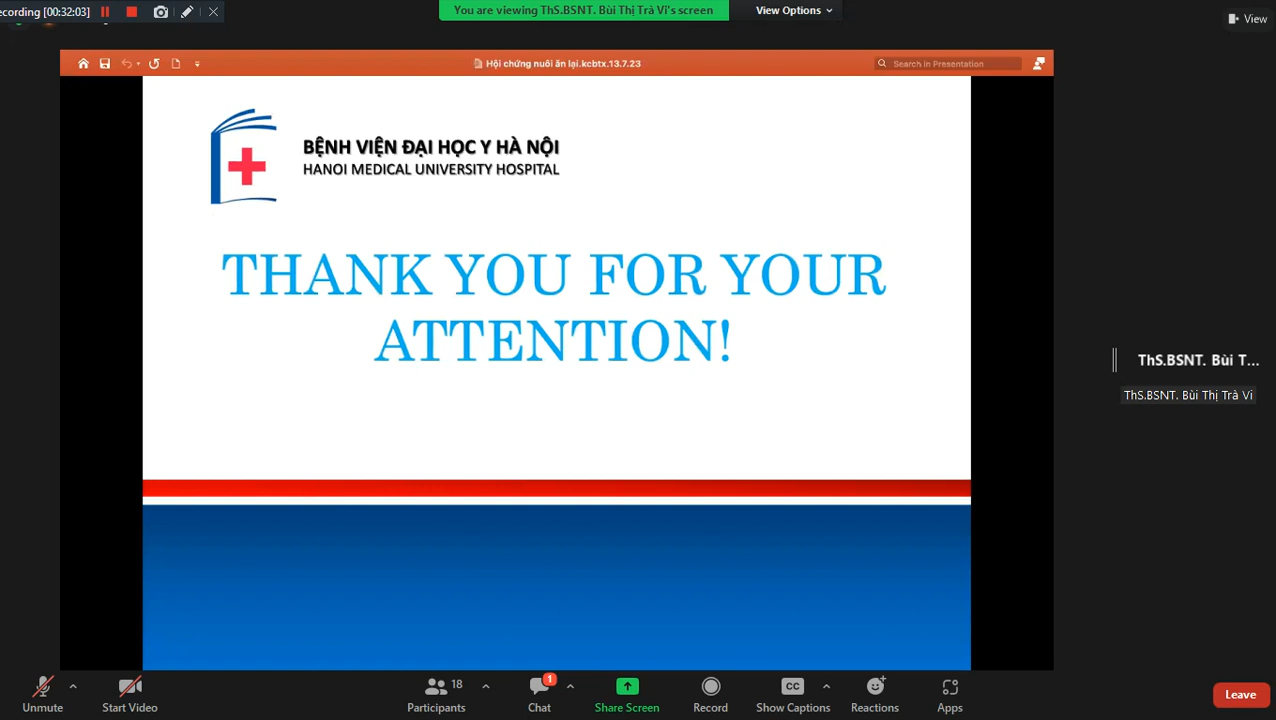 ecording [00:32:03]
You are viewing ThS.BSNT. Bùi Thị Trà Vi's screen
View Options
View
Hội chứng nuôi ăn lại.kcbtx.13.7.23
Search in Presentation
BỆNH VIỆN ĐẠI HỌC Y HÀ NỘI
HANOI MEDICAL UNIVERSITY HOSPITAL
THANK YOU FOR YOUR
ATTENTION!
ThS.BSNT. Bùi T...
ThS.BSNT. Bùi Thị Trà Vi
Unmute
Start Video
18
Participants
1
Chat
Share Screen
Record
CC
Show Captions
Reactions
Apps
Leave